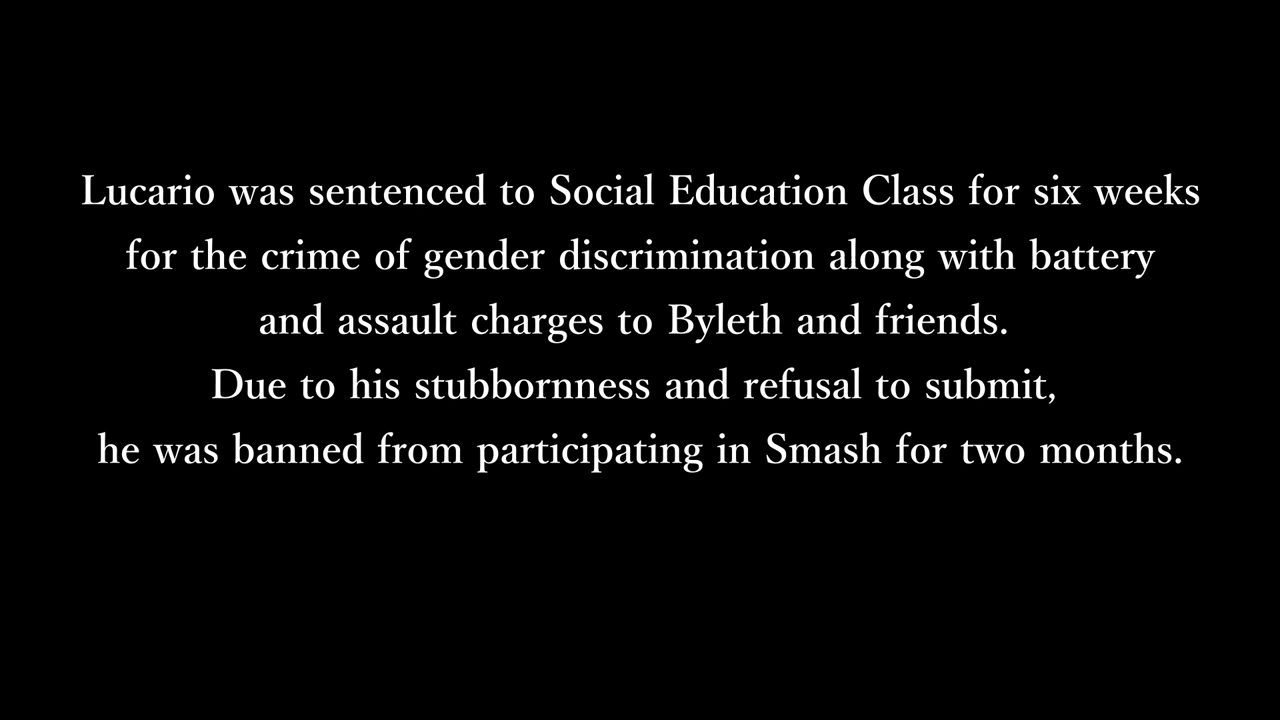 Lucario was sentenced to Social Education Class for six weeks
for the crime of gender discrimination along with battery
and assault charges to Byleth and friends.
Due to his stubbornness and refusal to submit,
he was banned from participating in Smash for two months.